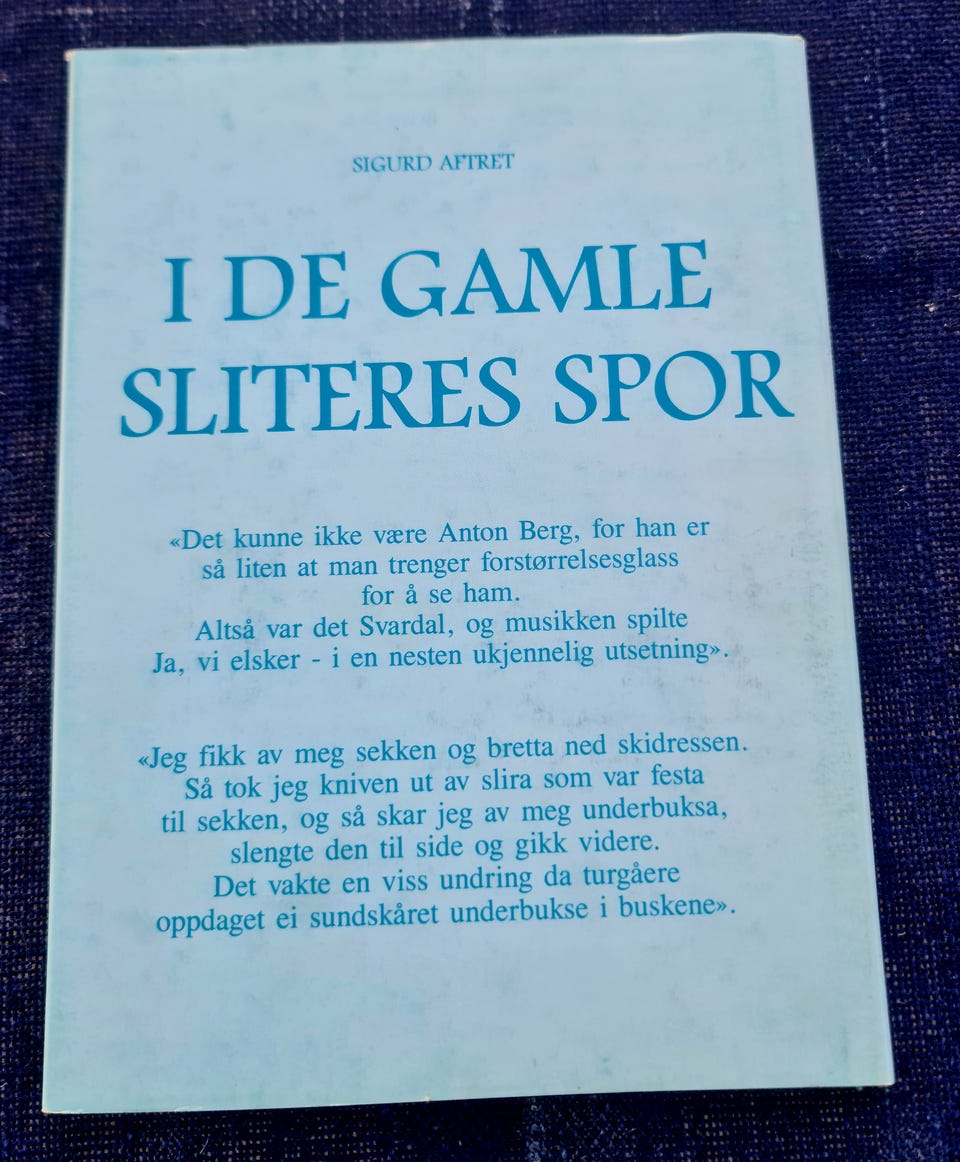 SIGURD AFTRET
I DE GAMLE
SLITERES SPOR
«Det kunne ikke være Anton Berg, for han er
så liten at man trenger forstørrelsesglass
for å se ham.
Altså var det Svardal, og musikken spilte
Ja, vi elsker - i en nesten ukjennelig utsetning».
«Jeg fikk av meg sekken og bretta ned skidressen.
Så tok jeg kniven ut av slira som var festa
til sekken, og så skar jeg av meg underbuksa,
slengte den til side og gikk videre.
Det vakte en viss undring da turgåere
oppdaget ei sundskåret underbukse i buskene».